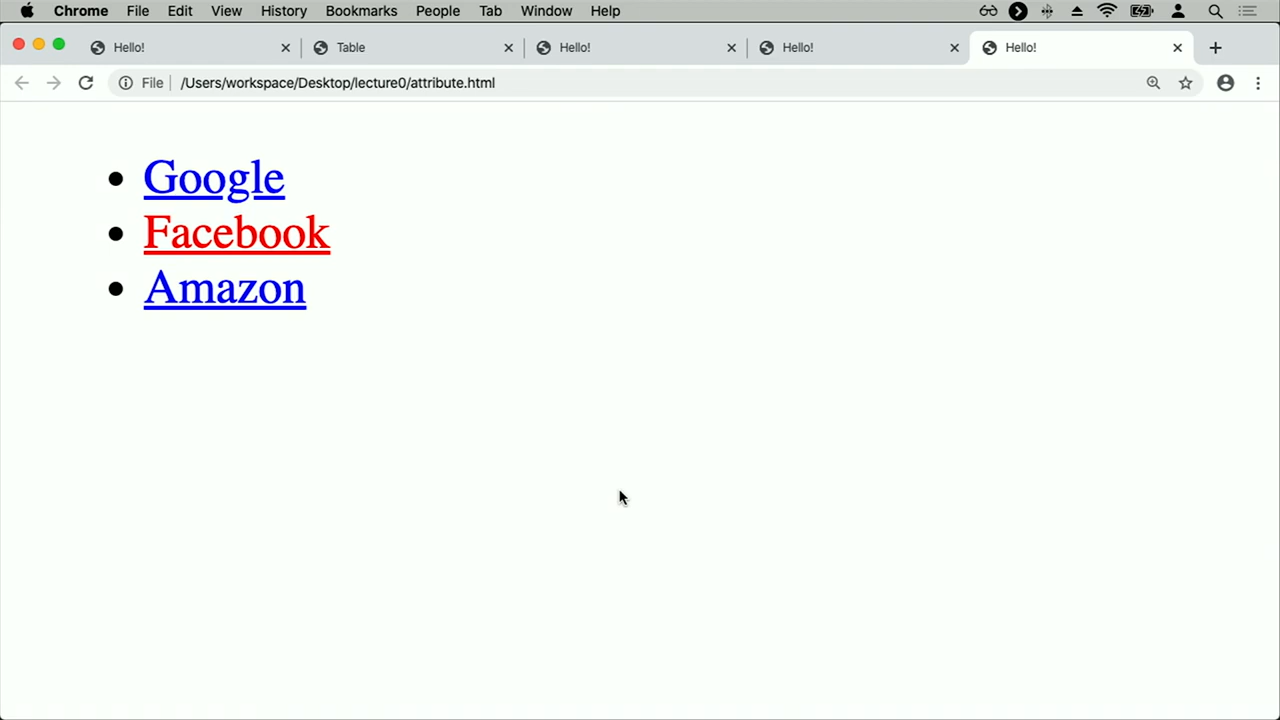 Chrome File Edit View History Bookmarks People Tab Window Help
Hello! Table Hello! Hello! Hello!
File /Users/workspace/Desktop/lecture0/attribute.html
Google
Facebook
Amazon